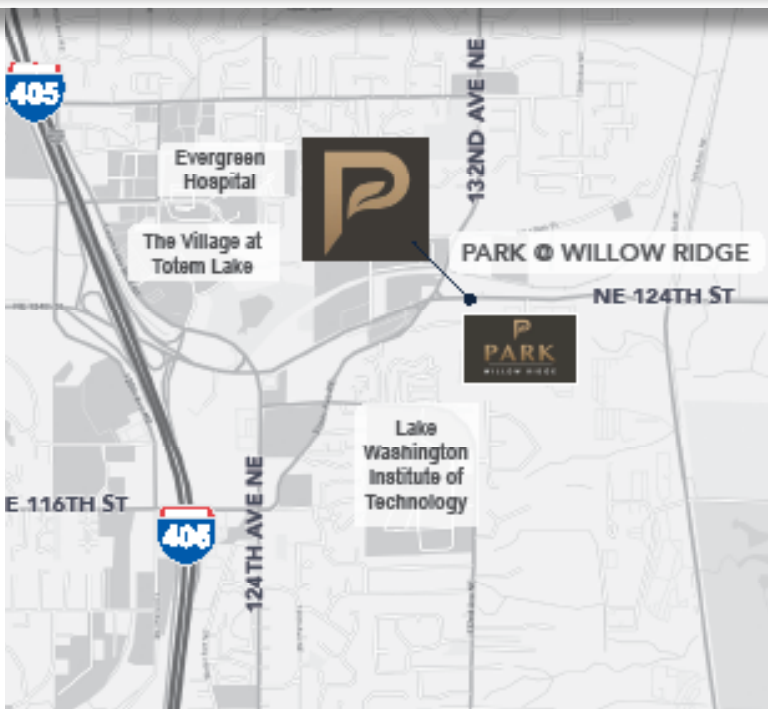 405
132ND AVE NE
Evergreen
Hospital
The Village at
Totem Lake
PARK @ WILLOW RIDGE
NE 124TH ST
PARK
WILLOW RIDGE
Lake
Washington
Institute of
Technology
E 116TH ST
124TH AVE NE
405